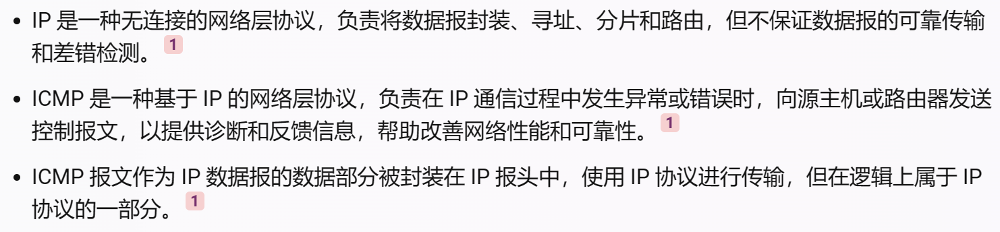 • IP 是一种无连接的网络层协议，负责将数据报封装、寻址、分片和路由，但不保证数据报的可靠传输
和差错检测。 1
• ICMP 是一种基于 IP 的网络层协议，负责在 IP 通信过程中发生异常或错误时，向源主机或路由器发送
控制报文，以提供诊断和反馈信息，帮助改善网络性能和可靠性。 1
• ICMP 报文作为 IP 数据报的数据部分被封装在 IP 报头中，使用 IP 协议进行传输，但在逻辑上属于 IP
协议的一部分。 1